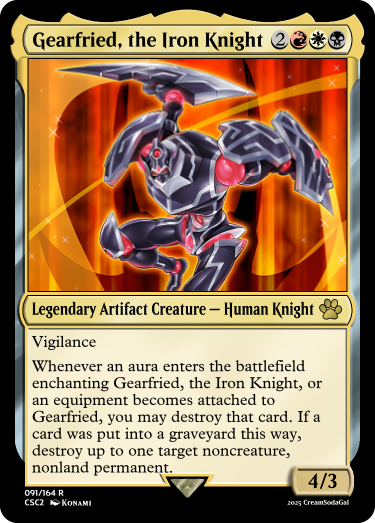 Gearfried, the Iron Knight 2
Legendary Artifact Creature — Human Knight
Vigilance
Whenever an aura enters the battlefield
enchanting Gearfried, the Iron Knight, or
an equipment becomes attached to
Gearfried, you may destroy that card. If a
card was put into a graveyard this way,
destroy up to one target noncreature,
nonland permanent.
4/3
091/164 R
CSC2 Konami
2025 CreamSodaGal